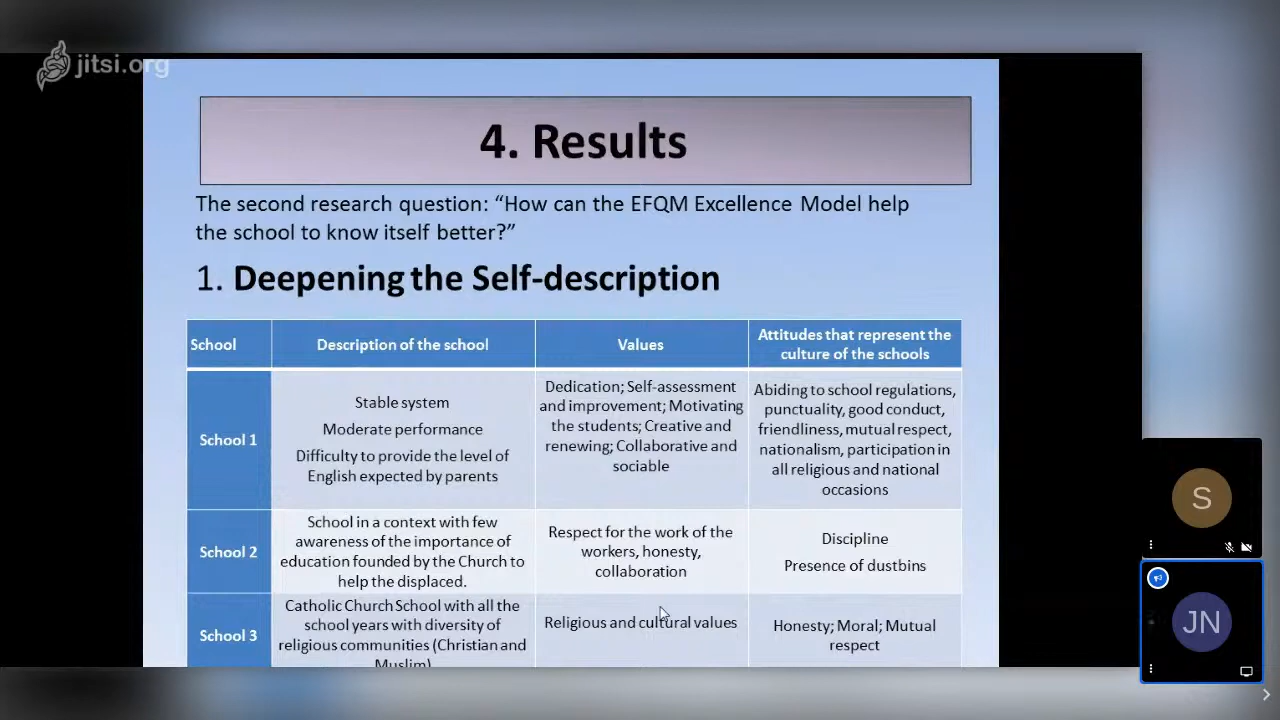 jitsi.org
4. Results
The second research question: “How can the EFQM Excellence Model help
the school to know itself better?”
1. Deepening the Self-description
School
Description of the school
Values
Attitudes that represent the
culture of the schools
School 1
Stable system
Moderate performance
Difficulty to provide the level of
English expected by parents
Dedication; Self-assessment
and improvement; Motivating
the students; Creative and
renewing; Collaborative and
sociable
Abiding to school regulations,
punctuality, good conduct,
friendliness, mutual respect,
nationalism, participation in
all religious and national
occasions
School 2
School in a context with few
awareness of the importance of
education founded by the Church to
help the displaced.
Respect for the work of the
workers, honesty,
collaboration
Discipline
Presence of dustbins
School 3
Catholic Church School with all the
school years with diversity of
religious communities (Christian and
Muslim)
Religious and cultural values
Honesty; Moral; Mutual
respect
S
JN